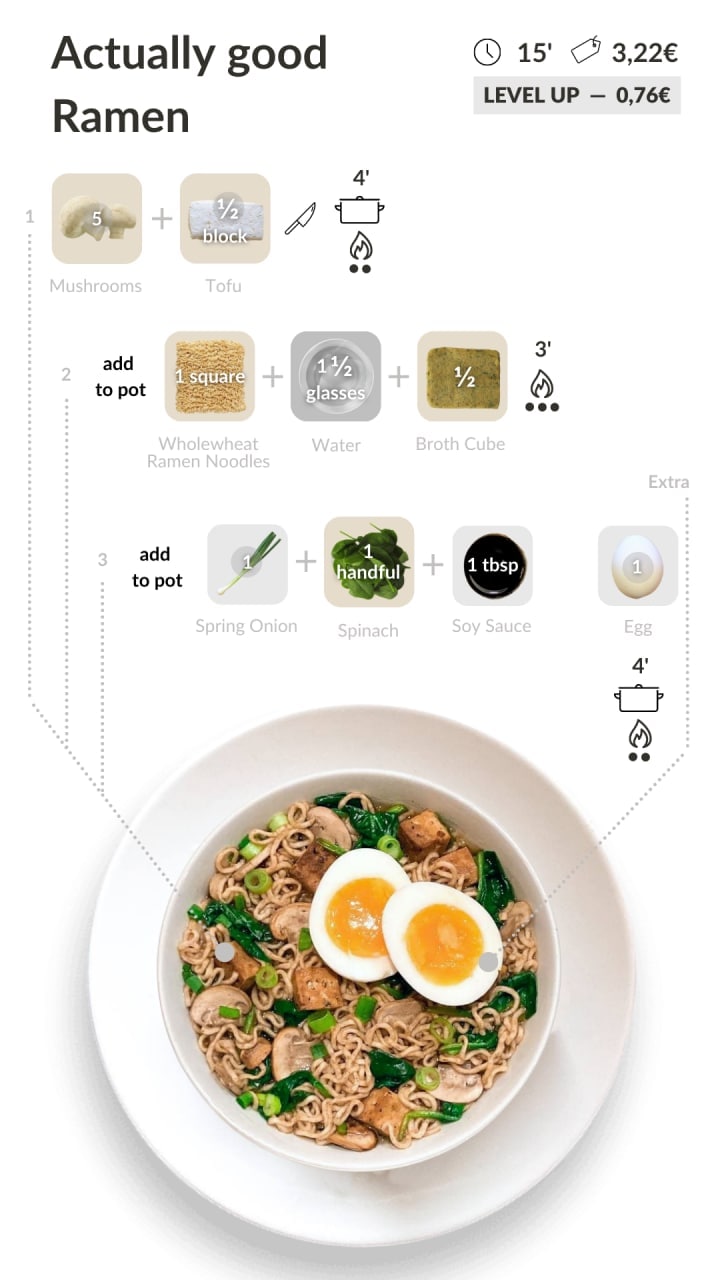 Actually good
Ramen
15' 3,22€
LEVEL UP — 0,76€
1
5
½
block
4'
Mushrooms
Tofu
2
add
to pot
1 square
1 ½
glasses
½
3'
Wholewheat
Ramen Noodles
Water
Broth Cube
Extra
3
add
to pot
1
1
handful
1 tbsp
1
Spring Onion
Spinach
Soy Sauce
Egg
4'